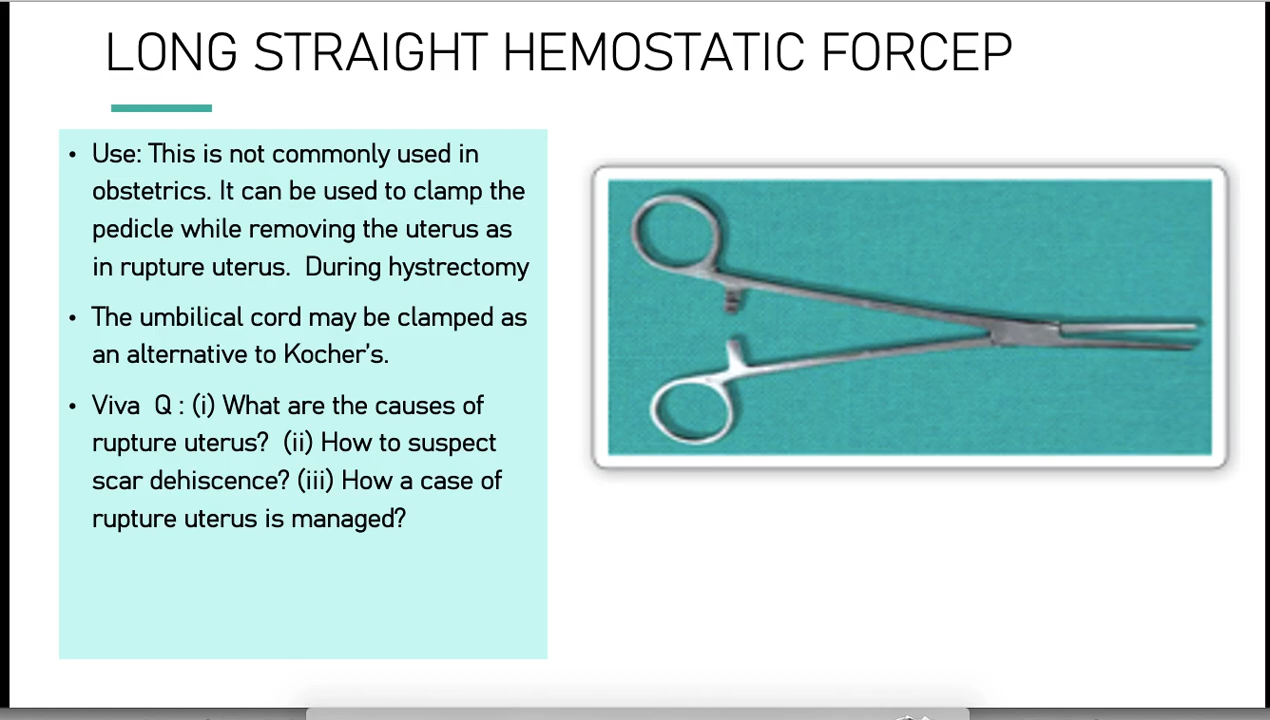 LONG STRAIGHT HEMOSTATIC FORCEP
• Use: This is not commonly used in
obstetrics. It can be used to clamp the
pedicle while removing the uterus as
in rupture uterus. During hystrectomy
• The umbilical cord may be clamped as
an alternative to Kocher's.
• Viva Q : (i) What are the causes of
rupture uterus? (ii) How to suspect
scar dehiscence? (iii) How a case of
rupture uterus is managed?